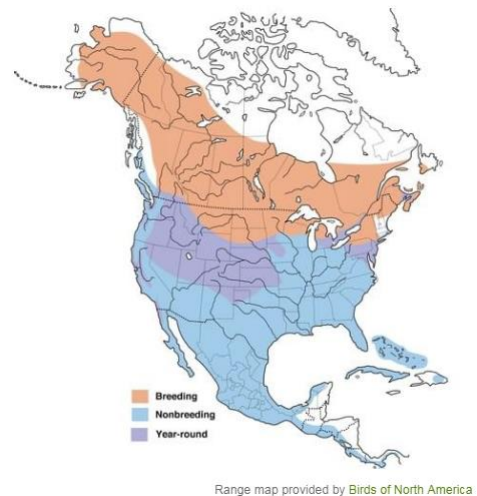 Breeding
Nonbreeding
Year-round
Range map provided by Birds of North America